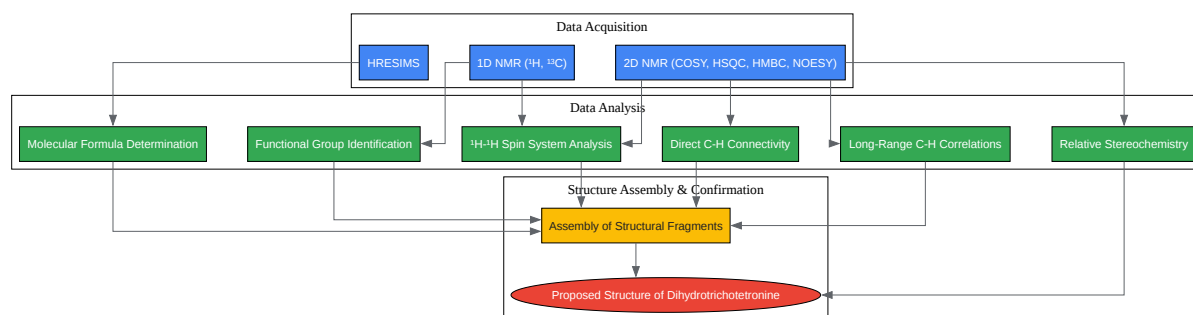 Data Acquisition
HRESIMS
1D NMR (¹H, ¹³C)
2D NMR (COSY, HSQC, HMBC, NOESY)
Data Analysis
Molecular Formula Determination
Functional Group Identification
¹H-¹H Spin System Analysis
Direct C-H Connectivity
Long-Range C-H Correlations
Relative Stereochemistry
Structure Assembly & Confirmation
Assembly of Structural Fragments
Proposed Structure of Dihydrotrichotetronine